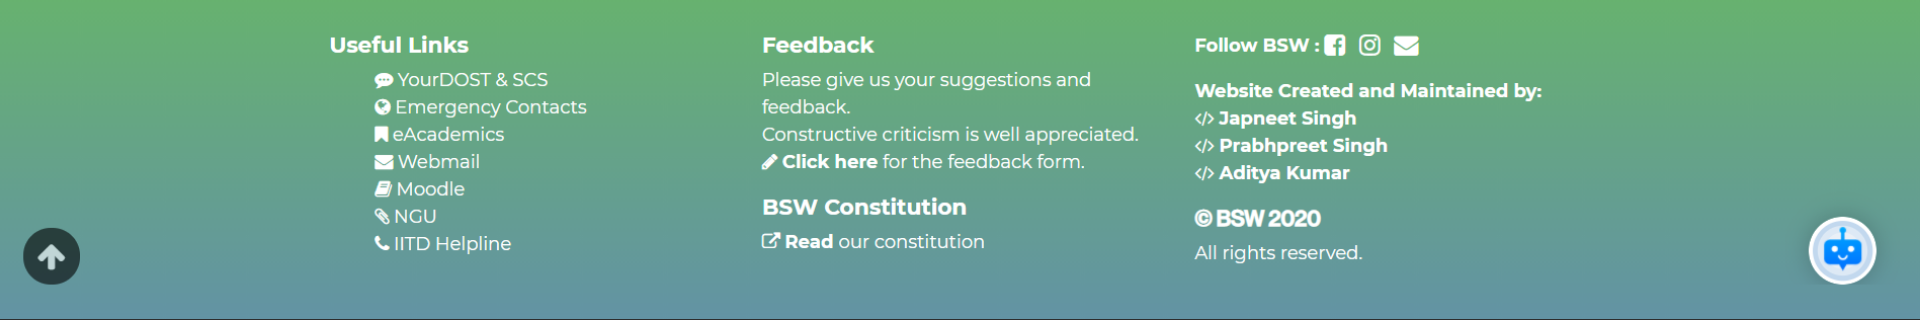 Useful Links
YourDOST & SCS
Emergency Contacts
eAcademics
Webmail
Moodle
NGU
IITD Helpline
Feedback
Please give us your suggestions and
feedback.
Constructive criticism is well appreciated.
Click here for the feedback form.
BSW Constitution
Read our constitution
Follow BSW :
Website Created and Maintained by:
</> Japneet Singh
</> Prabhpreet Singh
</> Aditya Kumar
© BSW 2020
All rights reserved.